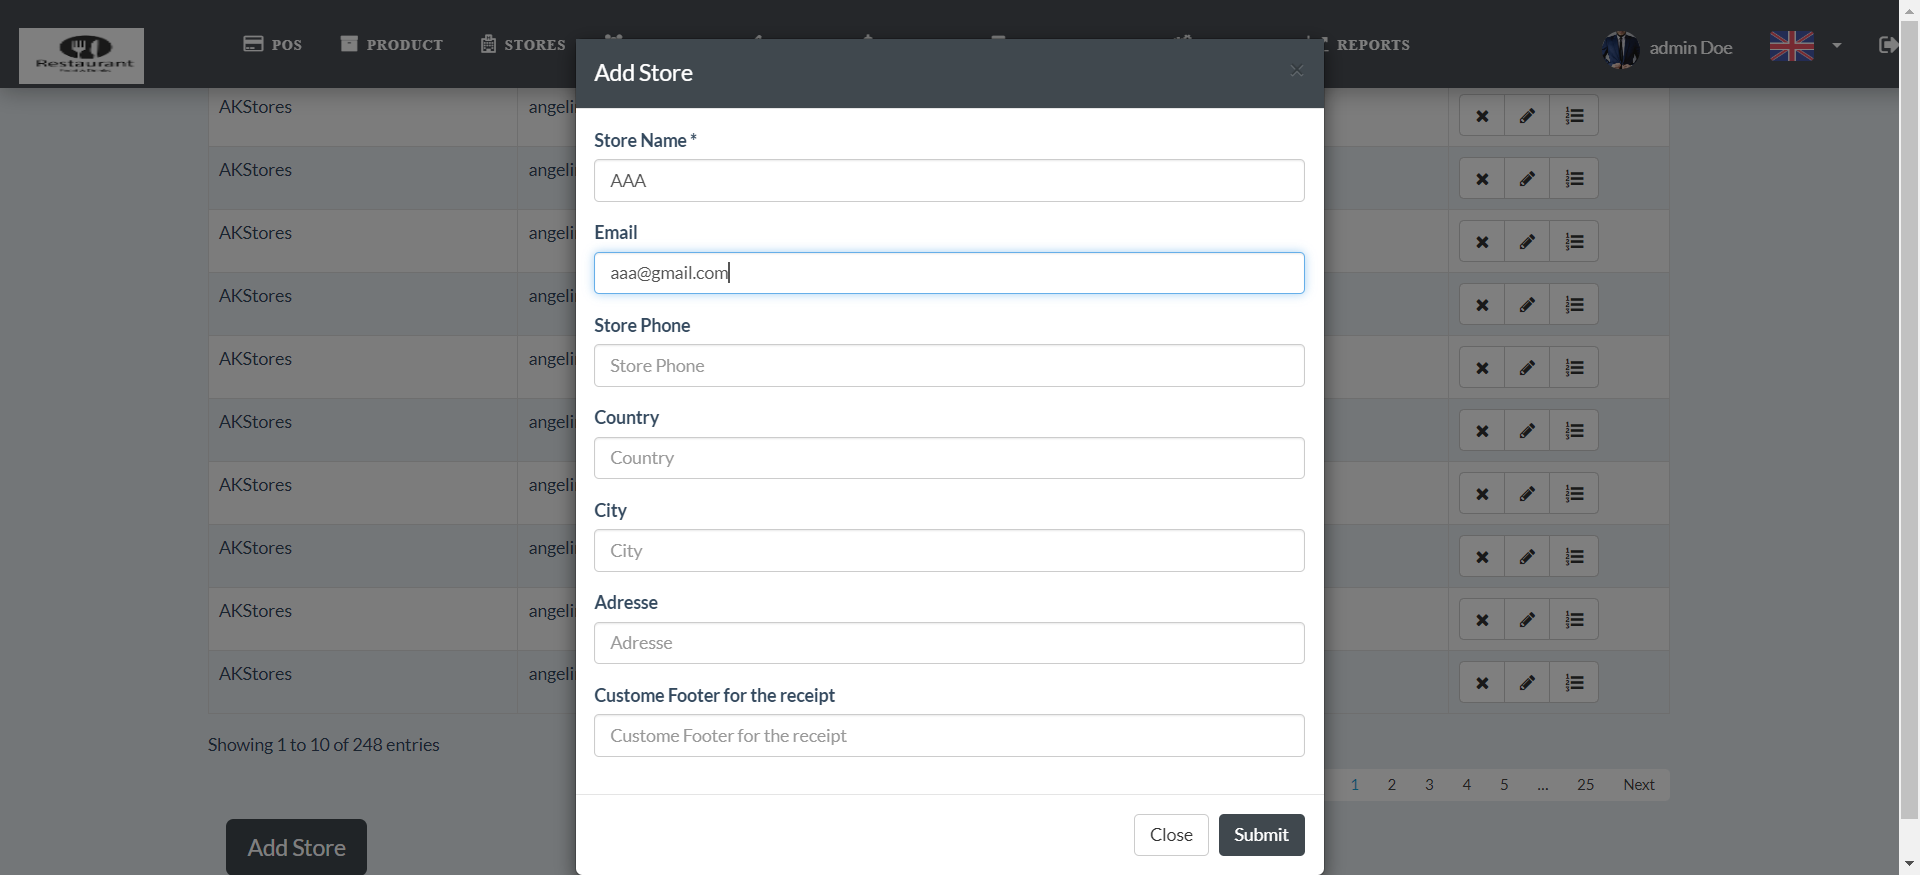 Restaurant
POS
PRODUCT
STORES
REPORTS
admin Doe
Add Store
×
Store Name *
AAA
Email
aaa@gmail.com
Store Phone
Store Phone
Country
Country
City
City
Adresse
Adresse
Custome Footer for the receipt
Custome Footer for the receipt
Close
Submit
AKStores angeli
AKStores angeli
AKStores angeli
AKStores angeli
AKStores angeli
AKStores angeli
AKStores angeli
AKStores angeli
AKStores angeli
AKStores angeli
Showing 1 to 10 of 248 entries
1 2 3 4 5 ... 25 Next
Add Store